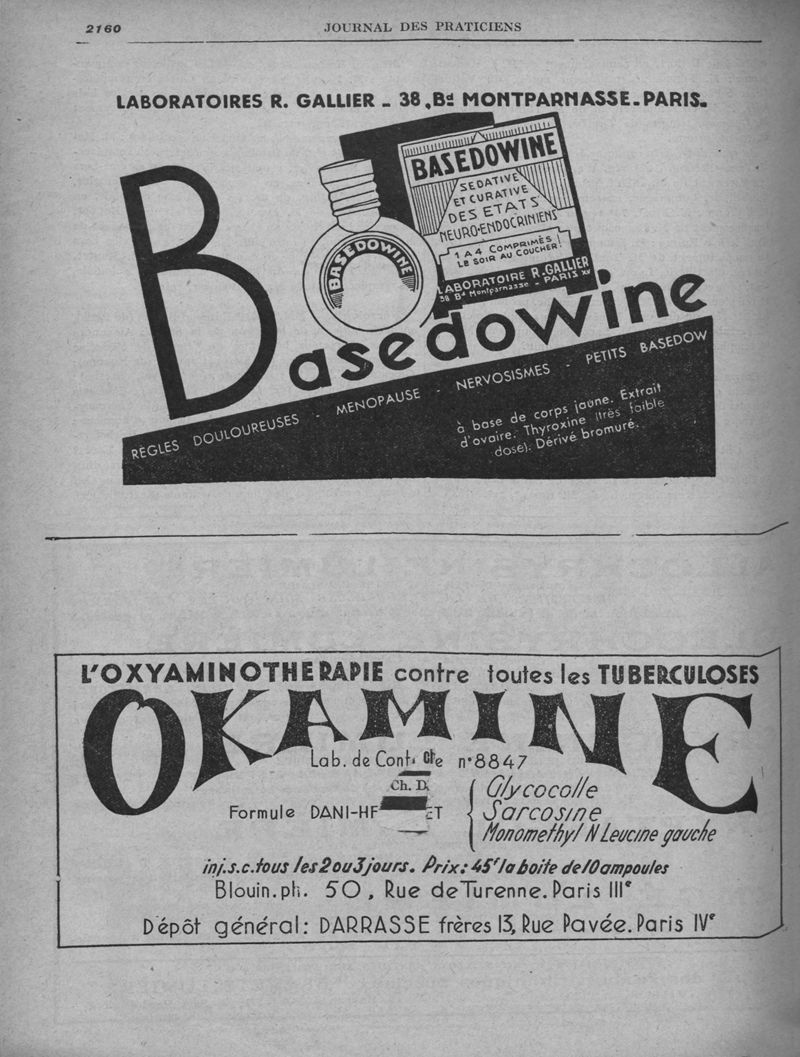 2160
JOURNAL DES PRATICIENS
LABORATOIRES R. GALLIER - 38, Bd MONTPARNASSE - PARIS.
BASEDOWINE
SEDATIVE
ET CURATIVE
DES ETATS
NEURO-ENDOCRINIENS
1 A 4 COMPRIMÉS
LE SOIR AU COUCHER!
LABORATOIRE R. GALLIER
38 Bd Montparnasse - PARIS XV
BASEDOWINE
Basedowine
RÈGLES DOULOUREUSES - MENOPAUSE - NERVOSISMES - PETITS BASEDOW
à base de corps jaune. Extrait
d'ovaire. Thyroxine (très faible
dose). Dérivé bromuré.
L'OXYAMINOTHERAPIE contre toutes les TUBERCULOSES
OKAMINE
Lab. de Cont. Cle n°8847
Ch. D.
Formule DANI-HE ET
Glycocolle
Sarcosine
Monomethyl N Leucine gauche
inj.s.c.tous les 2 ou 3 jours. Prix: 45f la boite de 10 ampoules
Blouin.ph. 50, Rue de Turenne. Paris IIIe
Dépôt général: DARRASSE frères 13, Rue Pavée. Paris IVe